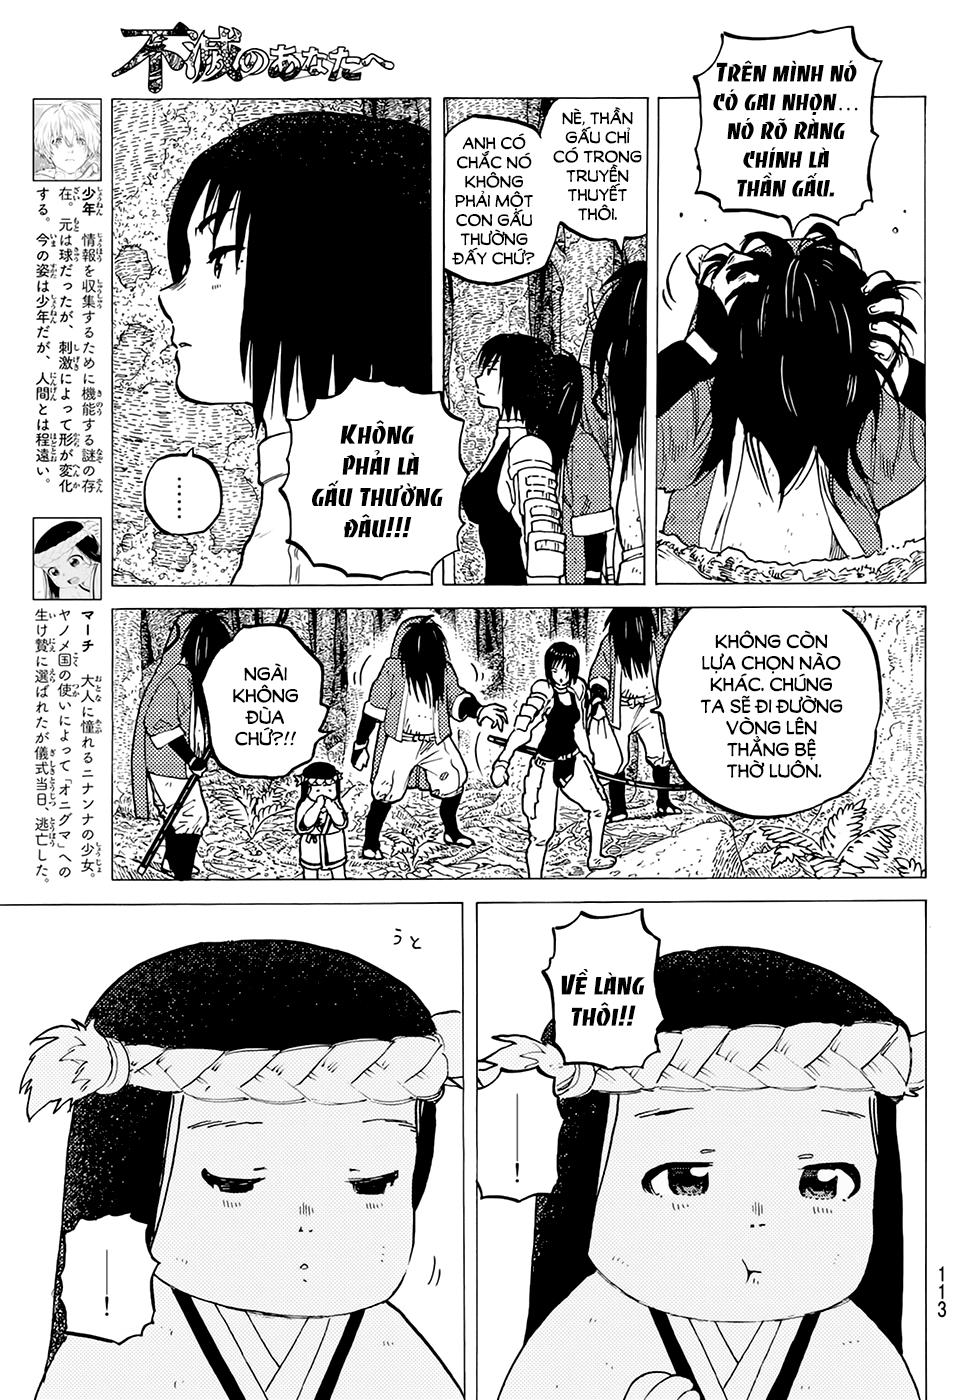 不滅のあなたへ
TRÊN MÌNH NÓ
CÓ GAI NHỌN...
NÓ RÕ RÀNG
CHÍNH LÀ
THẦN GẤU.
NÈ, THẦN
GẤU CHỈ
CÓ TRONG
TRUYỀN
THUYẾT
THÔI.
ANH CÓ
CHẮC NÓ
KHÔNG
PHẢI MỘT
CON GẤU
THƯỜNG
ĐẤY CHỨ?
KHÔNG
PHẢI LÀ
GẤU THƯỜNG
ĐÂU!!!
......
少年 情報を収集するために機能する謎の存
在。元は球だったが、刺激によって形が変化
する。今の姿は少年だが、人間とは程遠い。
マーチ 大人に憧れるニナンナの少女。
ヤノメ国の使いによって「オニグマ」への
生け贄に選ばれたが儀式当日、逃亡した。
KHÔNG CÒN
LỰA CHỌN NÀO
KHÁC. CHÚNG
TA SẼ ĐI ĐƯỜNG
VÒNG LÊN
THẲNG BỆ
THỜ LUÔN.
NGÀI
KHÔNG
ĐÙA
CHỨ?!!
VỀ LÀNG
THÔI!!
——!
うと
——!
113